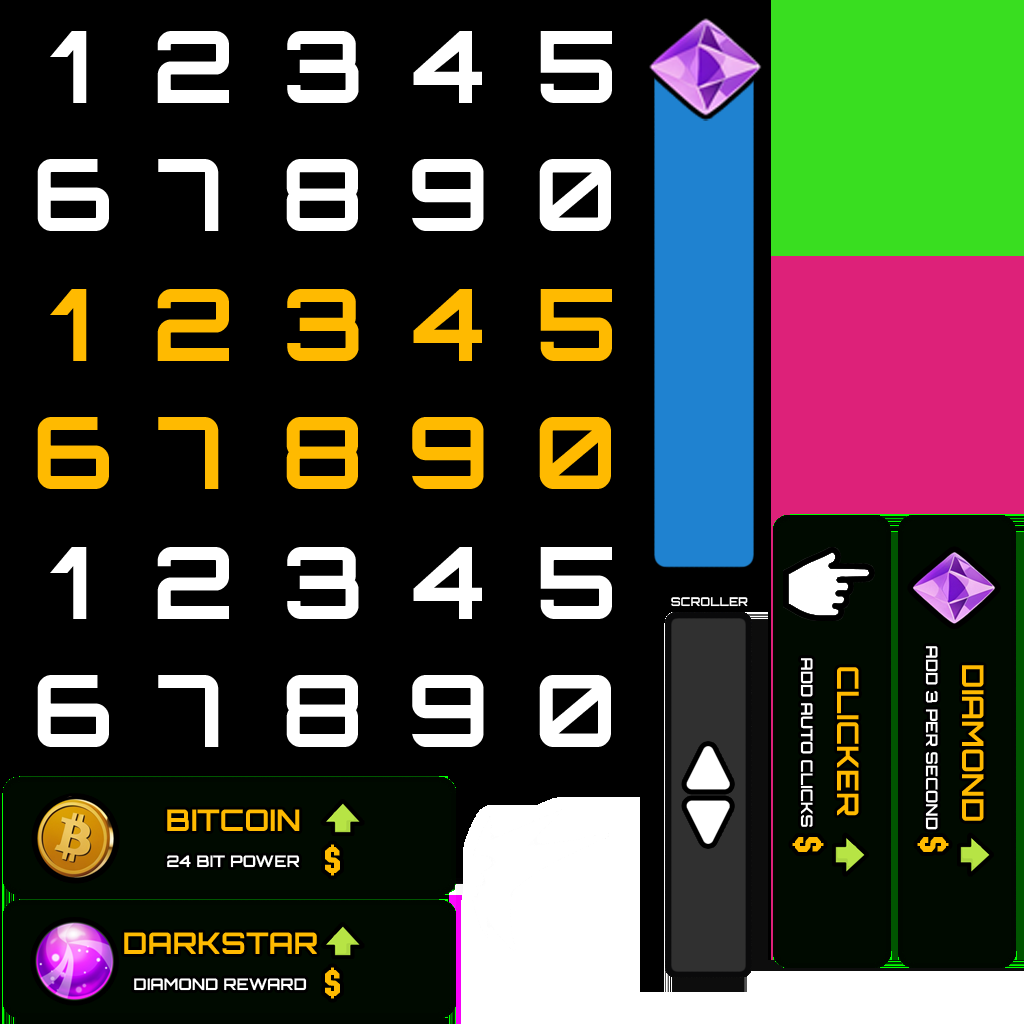 1 2 3 4 5
6 7 8 9 0
1 2 3 4 5
6 7 8 9 0
1 2 3 4 5
6 7 8 9 0
SCROLLER
CLICKER
ADD AUTO CLICKS $
DIAMOND
ADD 3 PER SECOND $
BITCOIN
24 BIT POWER $
DARKSTAR
DIAMOND REWARD $